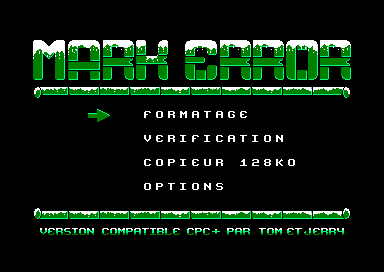 MARK ERROR
FORMATAGE
VERIFICATION
COPIEUR 128KO
OPTIONS
VERSION COMPATIBLE CPC+ PAR TOM ET JERRY